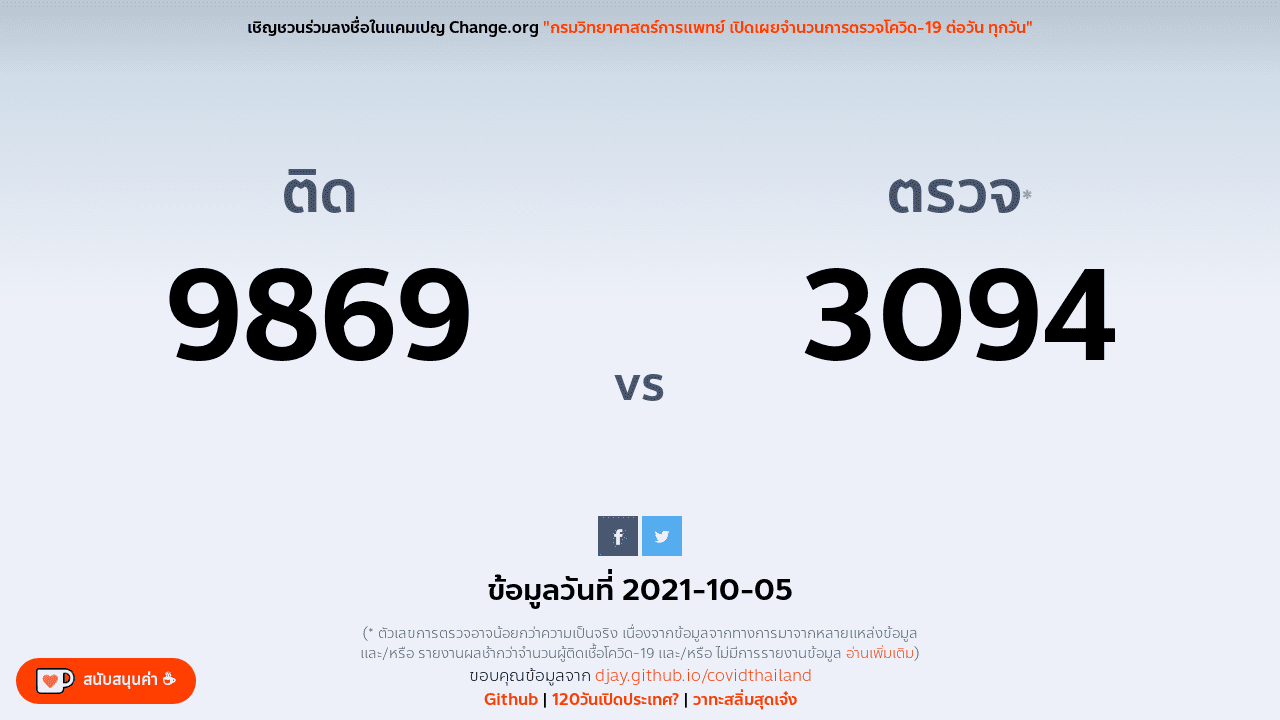 เชิญชวนร่วมลงชื่อในแคมเปญ Change.org "กรมวิทยาศาสตร์การแพทย์ เปิดเผยจำนวนการตรวจโควิด-19 ต่อวัน ทุกวัน"
ติด
ตรวจ*
9869
3094
vs
ข้อมูลวันที่ 2021-10-05
(* ตัวเลขการตรวจอาจน้อยกว่าความเป็นจริง เนื่องจากข้อมูลจากทางการมาจากหลายแหล่งข้อมูล
และ/หรือ รายงานผลช้ากว่าจำนวนผู้ติดเชื้อโควิด-19 และ/หรือ ไม่มีการรายงานข้อมูล อ่านเพิ่มเติม)
ขอบคุณข้อมูลจาก djay.github.io/covidthailand
Github | 120วันเปิดประเทศ? | วาทะสลิ่มสุดเจ๋ง
สนับสนุนค่า